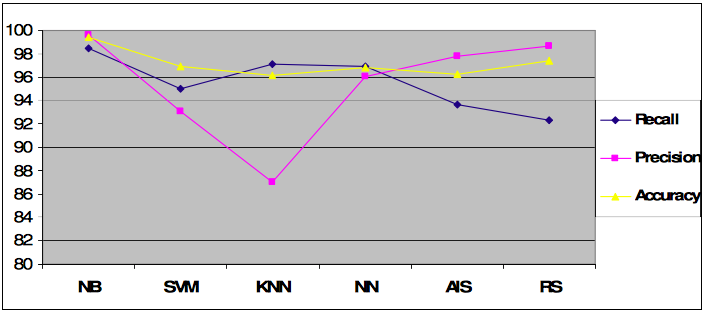 100
98
96
94
92
90
88
86
84
82
80
NB
SVM
KNN
NN
AIS
RS
Recall
Precision
Accuracy